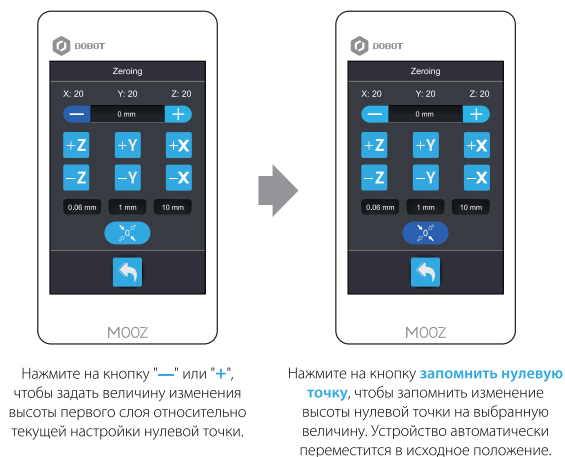 DOBOT
Zeroing
X: 20 Y: 20 Z: 20
— 0 mm +
+Z +Y +X
−Z −Y −X
0.06 mm 1 mm 10 mm
0
MOOZ
Нажмите на кнопку "—" или "+",
чтобы задать величину изменения
высоты первого слоя относительно
текущей настройки нулевой точки.
DOBOT
Zeroing
X: 20 Y: 20 Z: 20
— 0 mm +
+Z +Y +X
−Z −Y −X
0.06 mm 1 mm 10 mm
0
MOOZ
Нажмите на кнопку запомнить нулевую
точку, чтобы запомнить изменение
высоты нулевой точки на выбранную
величину. Устройство автоматически
переместится в исходное положение.